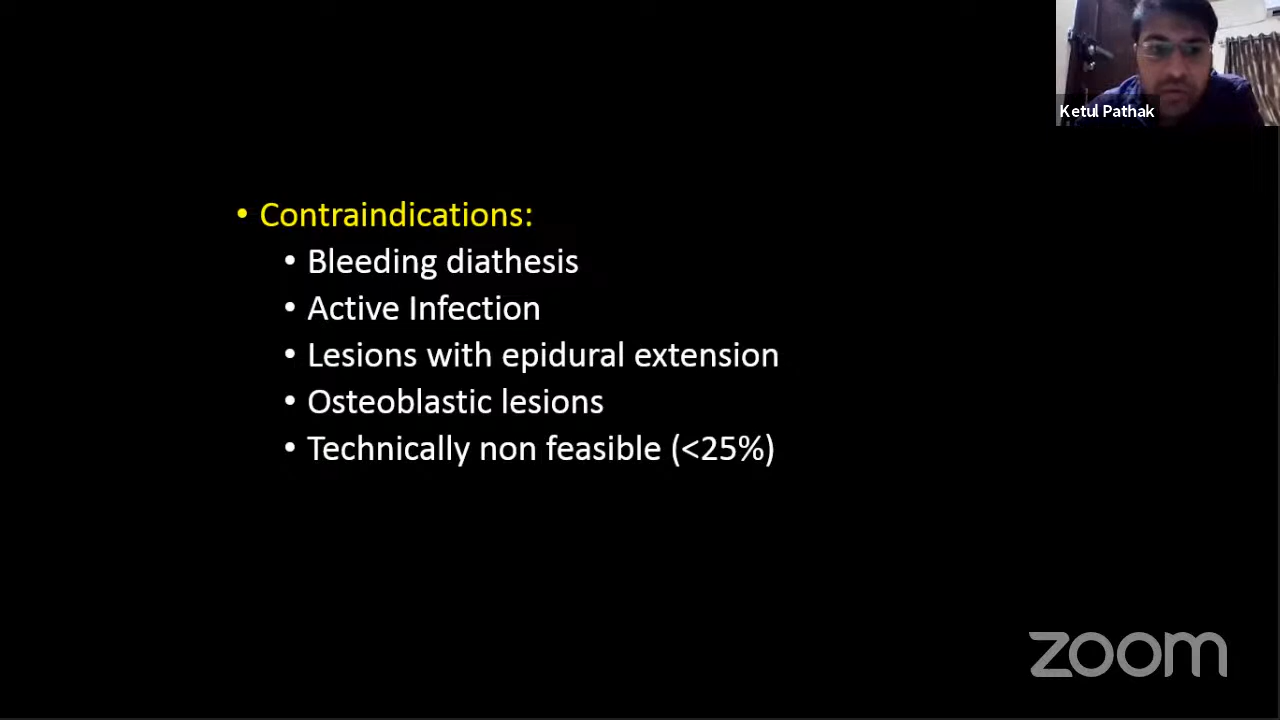 Ketul Pathak
• Contraindications:
• Bleeding diathesis
• Active Infection
• Lesions with epidural extension
• Osteoblastic lesions
• Technically non feasible (<25%)
zoom